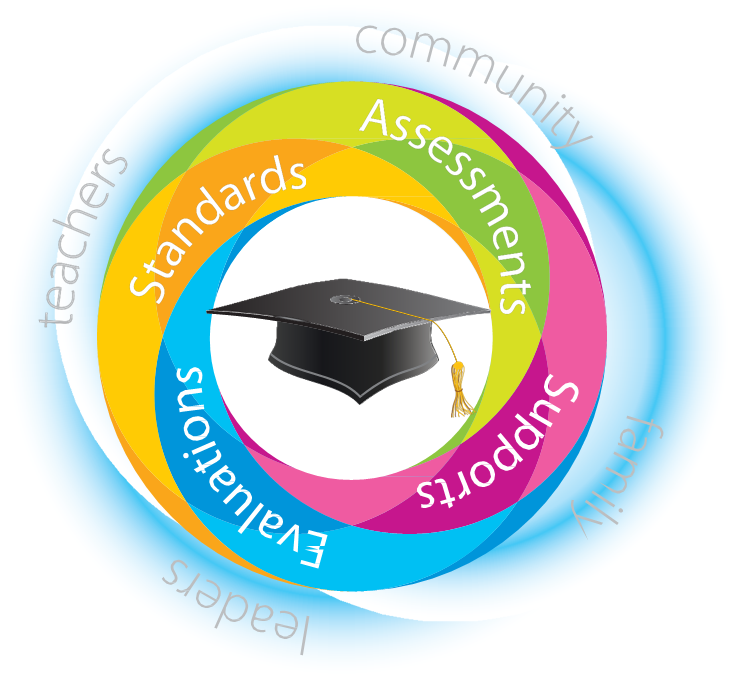 community
teachers
Assessments
Standards
Supports
Evaluations
family
leaders